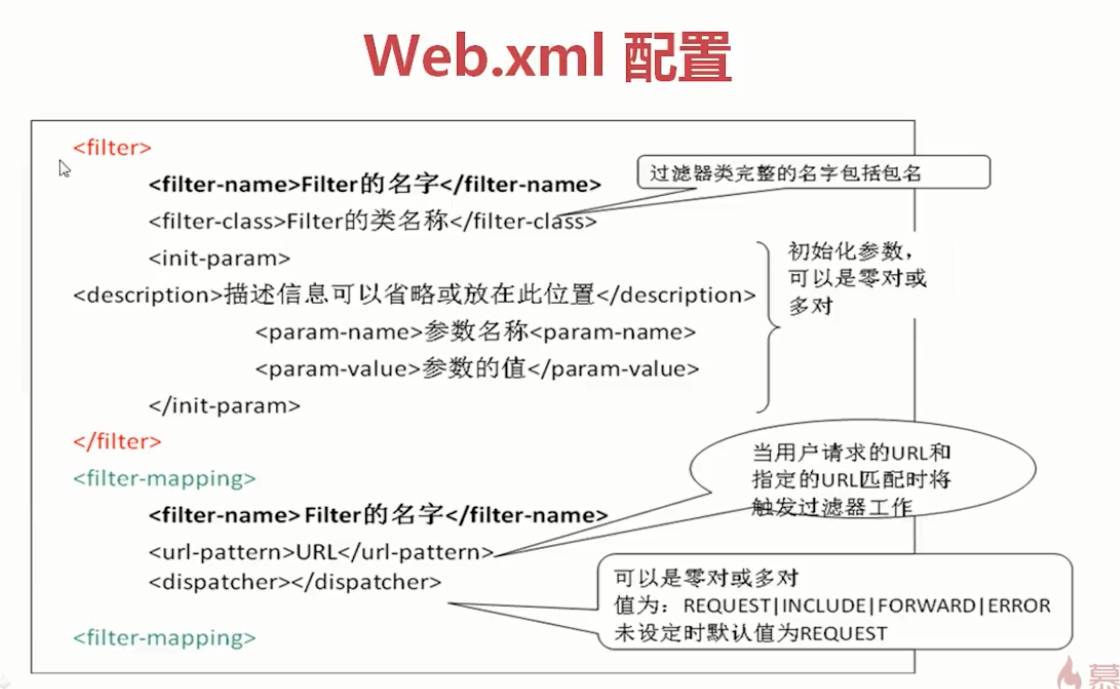 Web.xml 配置
<filter>
<filter-name>Filter的名字</filter-name>
过滤器类完整的名字包括包名
<filter-class>Filter的类名称</filter-class>
<init-param>
初始化参数，
可以是零对或
多对
<description>描述信息可以省略或放在此位置</description>
<param-name>参数名称<param-name>
<param-value>参数的值</param-value>
</init-param>
</filter>
当用户请求的URL和
指定的URL匹配时将
触发过滤器工作
<filter-mapping>
<filter-name>Filter的名字</filter-name>
<url-pattern>URL</url-pattern>
<dispatcher></dispatcher>
可以是零对或多对
值为：REQUEST|INCLUDE|FORWARD|ERROR
未设定时默认值为REQUEST
<filter-mapping>
慕